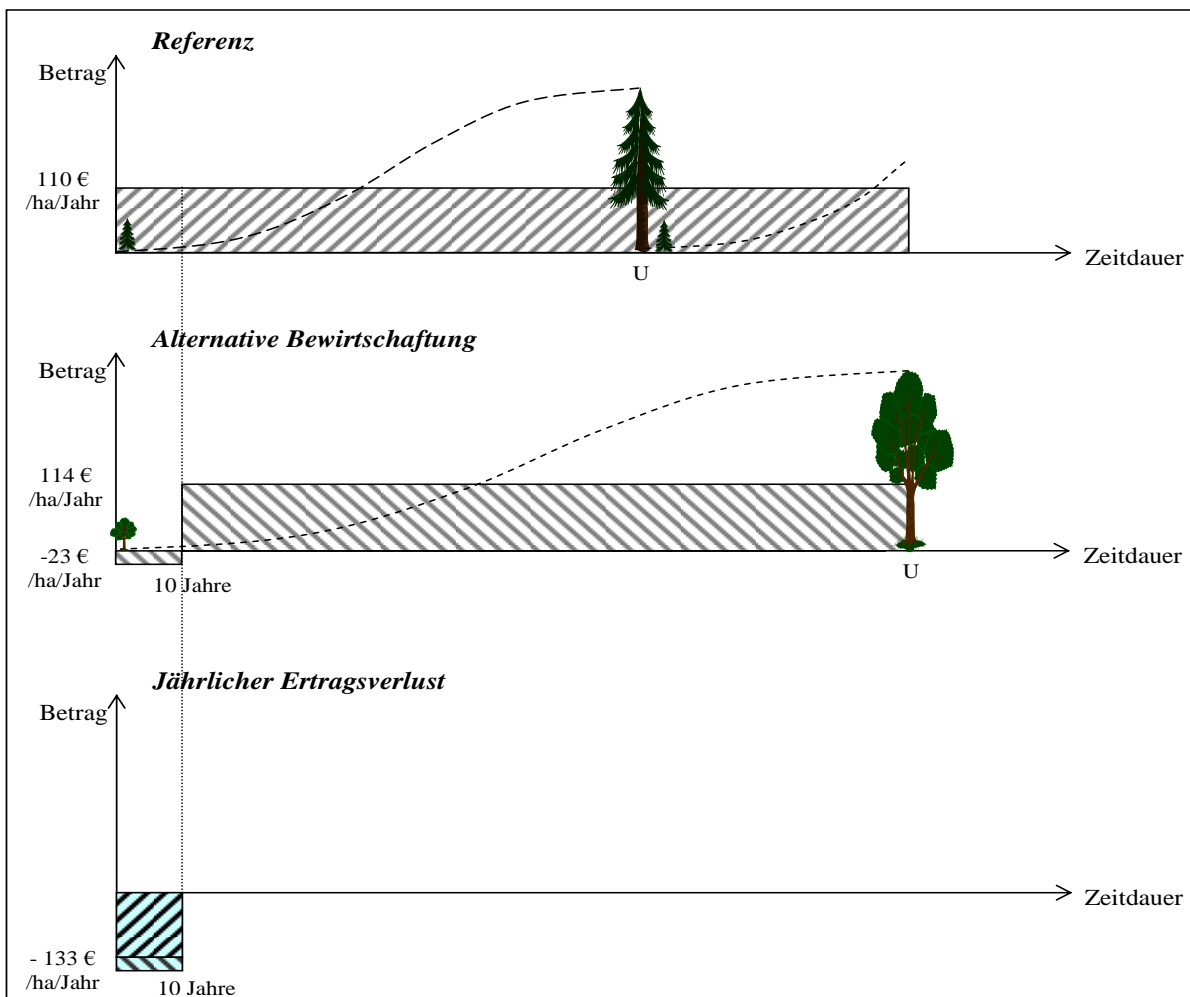 Referenz
Betrag
110 €
/ha/Jahr
Zeitdauer
U
Alternative Bewirtschaftung
Betrag
114 €
/ha/Jahr
-23 €
/ha/Jahr
Zeitdauer
10 Jahre
U
Jährlicher Ertragsverlust
Betrag
Zeitdauer
- 133 €
/ha/Jahr
10 Jahre